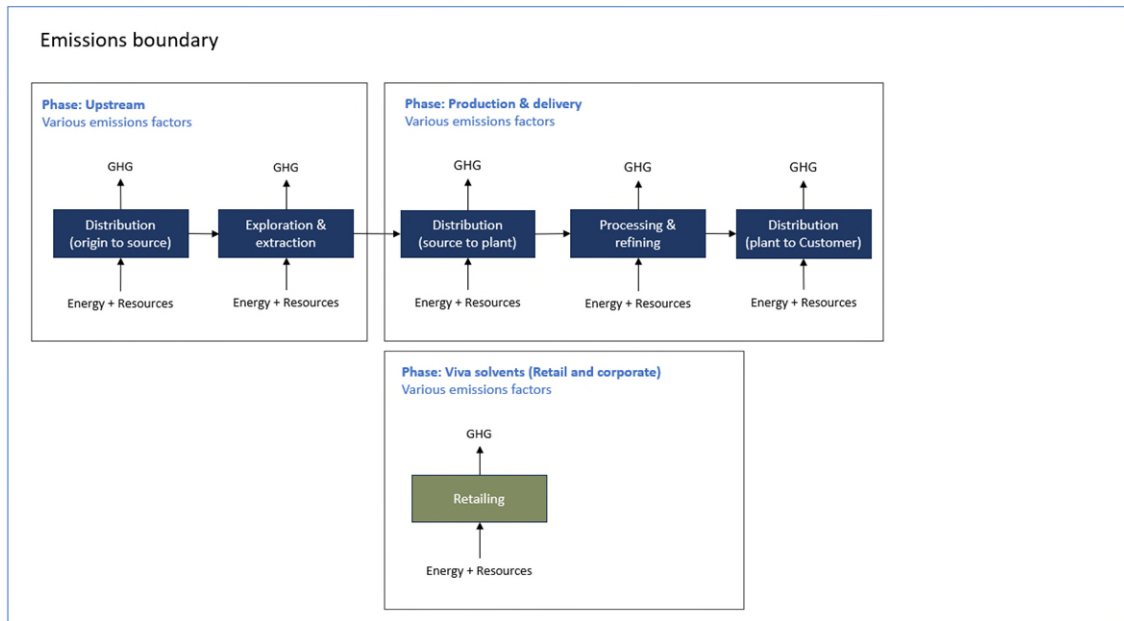 Emissions boundary
Phase: Upstream
Various emissions factors
GHG
GHG
Distribution
(origin to source)
Exploration &
extraction
Energy + Resources
Energy + Resources
Phase: Production & delivery
Various emissions factors
GHG
GHG
GHG
Distribution
(source to plant)
Processing &
refining
Distribution
(plant to Customer)
Energy + Resources
Energy + Resources
Energy + Resources
Phase: Viva solvents (Retail and corporate)
Various emissions factors
GHG
Retailing
Energy + Resources